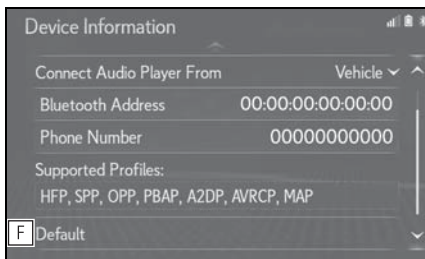 Device Information
Connect Audio Player From Vehicle
Bluetooth Address 00:00:00:00:00:00
Phone Number 00000000000
Supported Profiles:
HFP, SPP, OPP, PBAP, A2DP, AVRCP, MAP
F Default